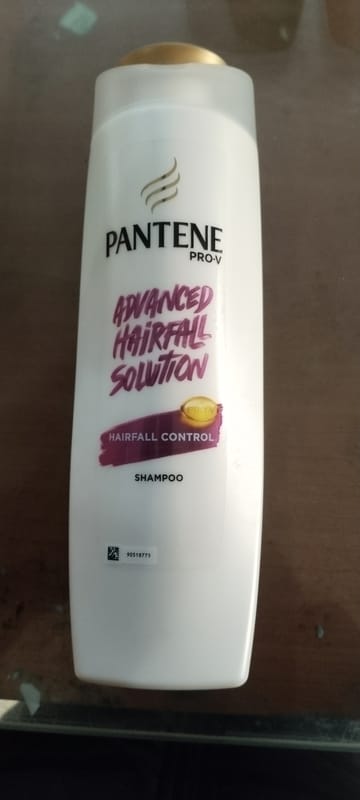 PANTENE
PRO-V
ADVANCED
HAIRFALL
SOLUTION
HAIRFALL CONTROL
SHAMPOO